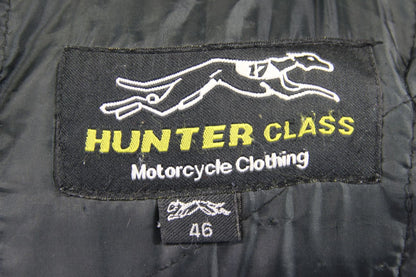 17
HUNTER CLASS
Motorcycle Clothing
46